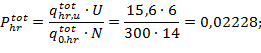 P_{hr}^{tot} = \frac{q_{hr,u}^{tot} \cdot U}{q_{0.hr}^{tot} \cdot N} = \frac{15,6 \cdot 6}{300 \cdot 14} = 0,02228;